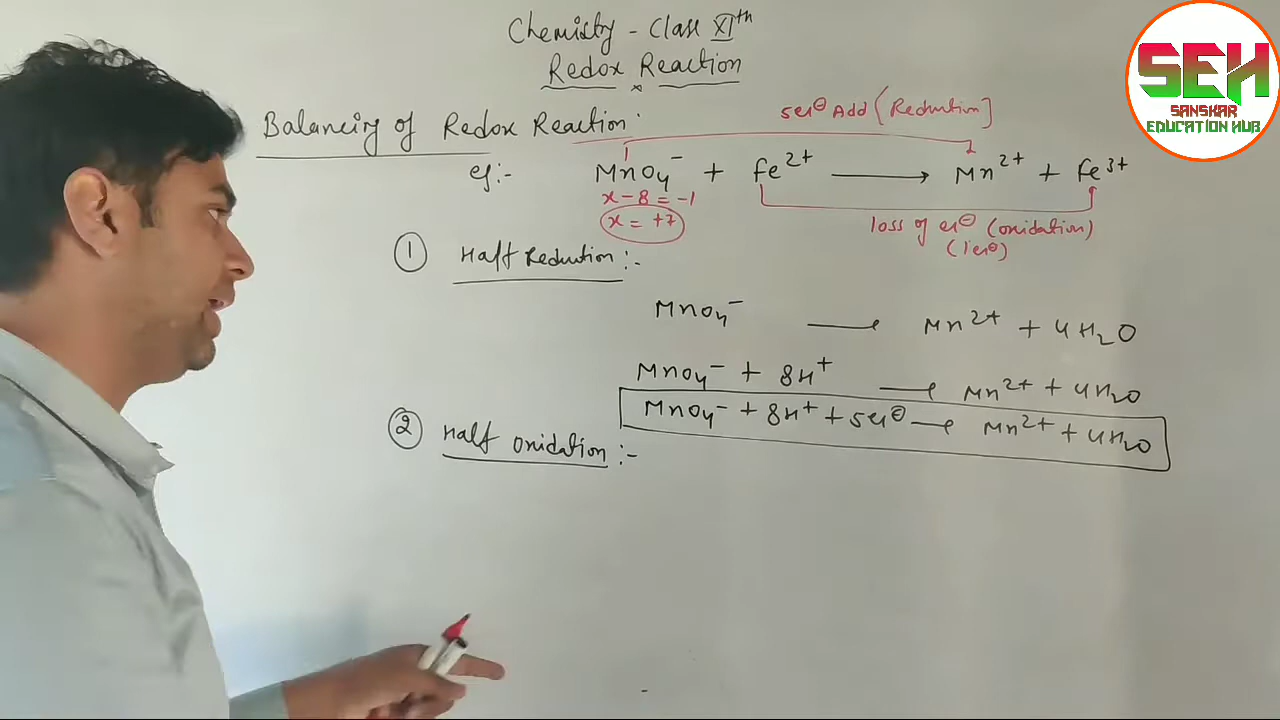 Chemistry - Class XIth
Redox Reaction
SEH
SANSKAR
EDUCATION HUB
Balancing of Redox Reaction:
5e⊖ Add (Reduction]
eg:- MnO4⁻ + Fe²⁺ ⟶ Mn²⁺ + Fe³⁺
x - 8 = -1
x = +7
loss of e⊖ (oxidation)
(1e⊖)
① Half Reduction :-
MnO4⁻ ⟶ Mn²⁺ + 4H2O
MnO4⁻ + 8H⁺ ⟶ Mn²⁺ + 4H2O
MnO4⁻ + 8H⁺ + 5e⊖ ⟶ Mn²⁺ + 4H2O
② Half oxidation :-